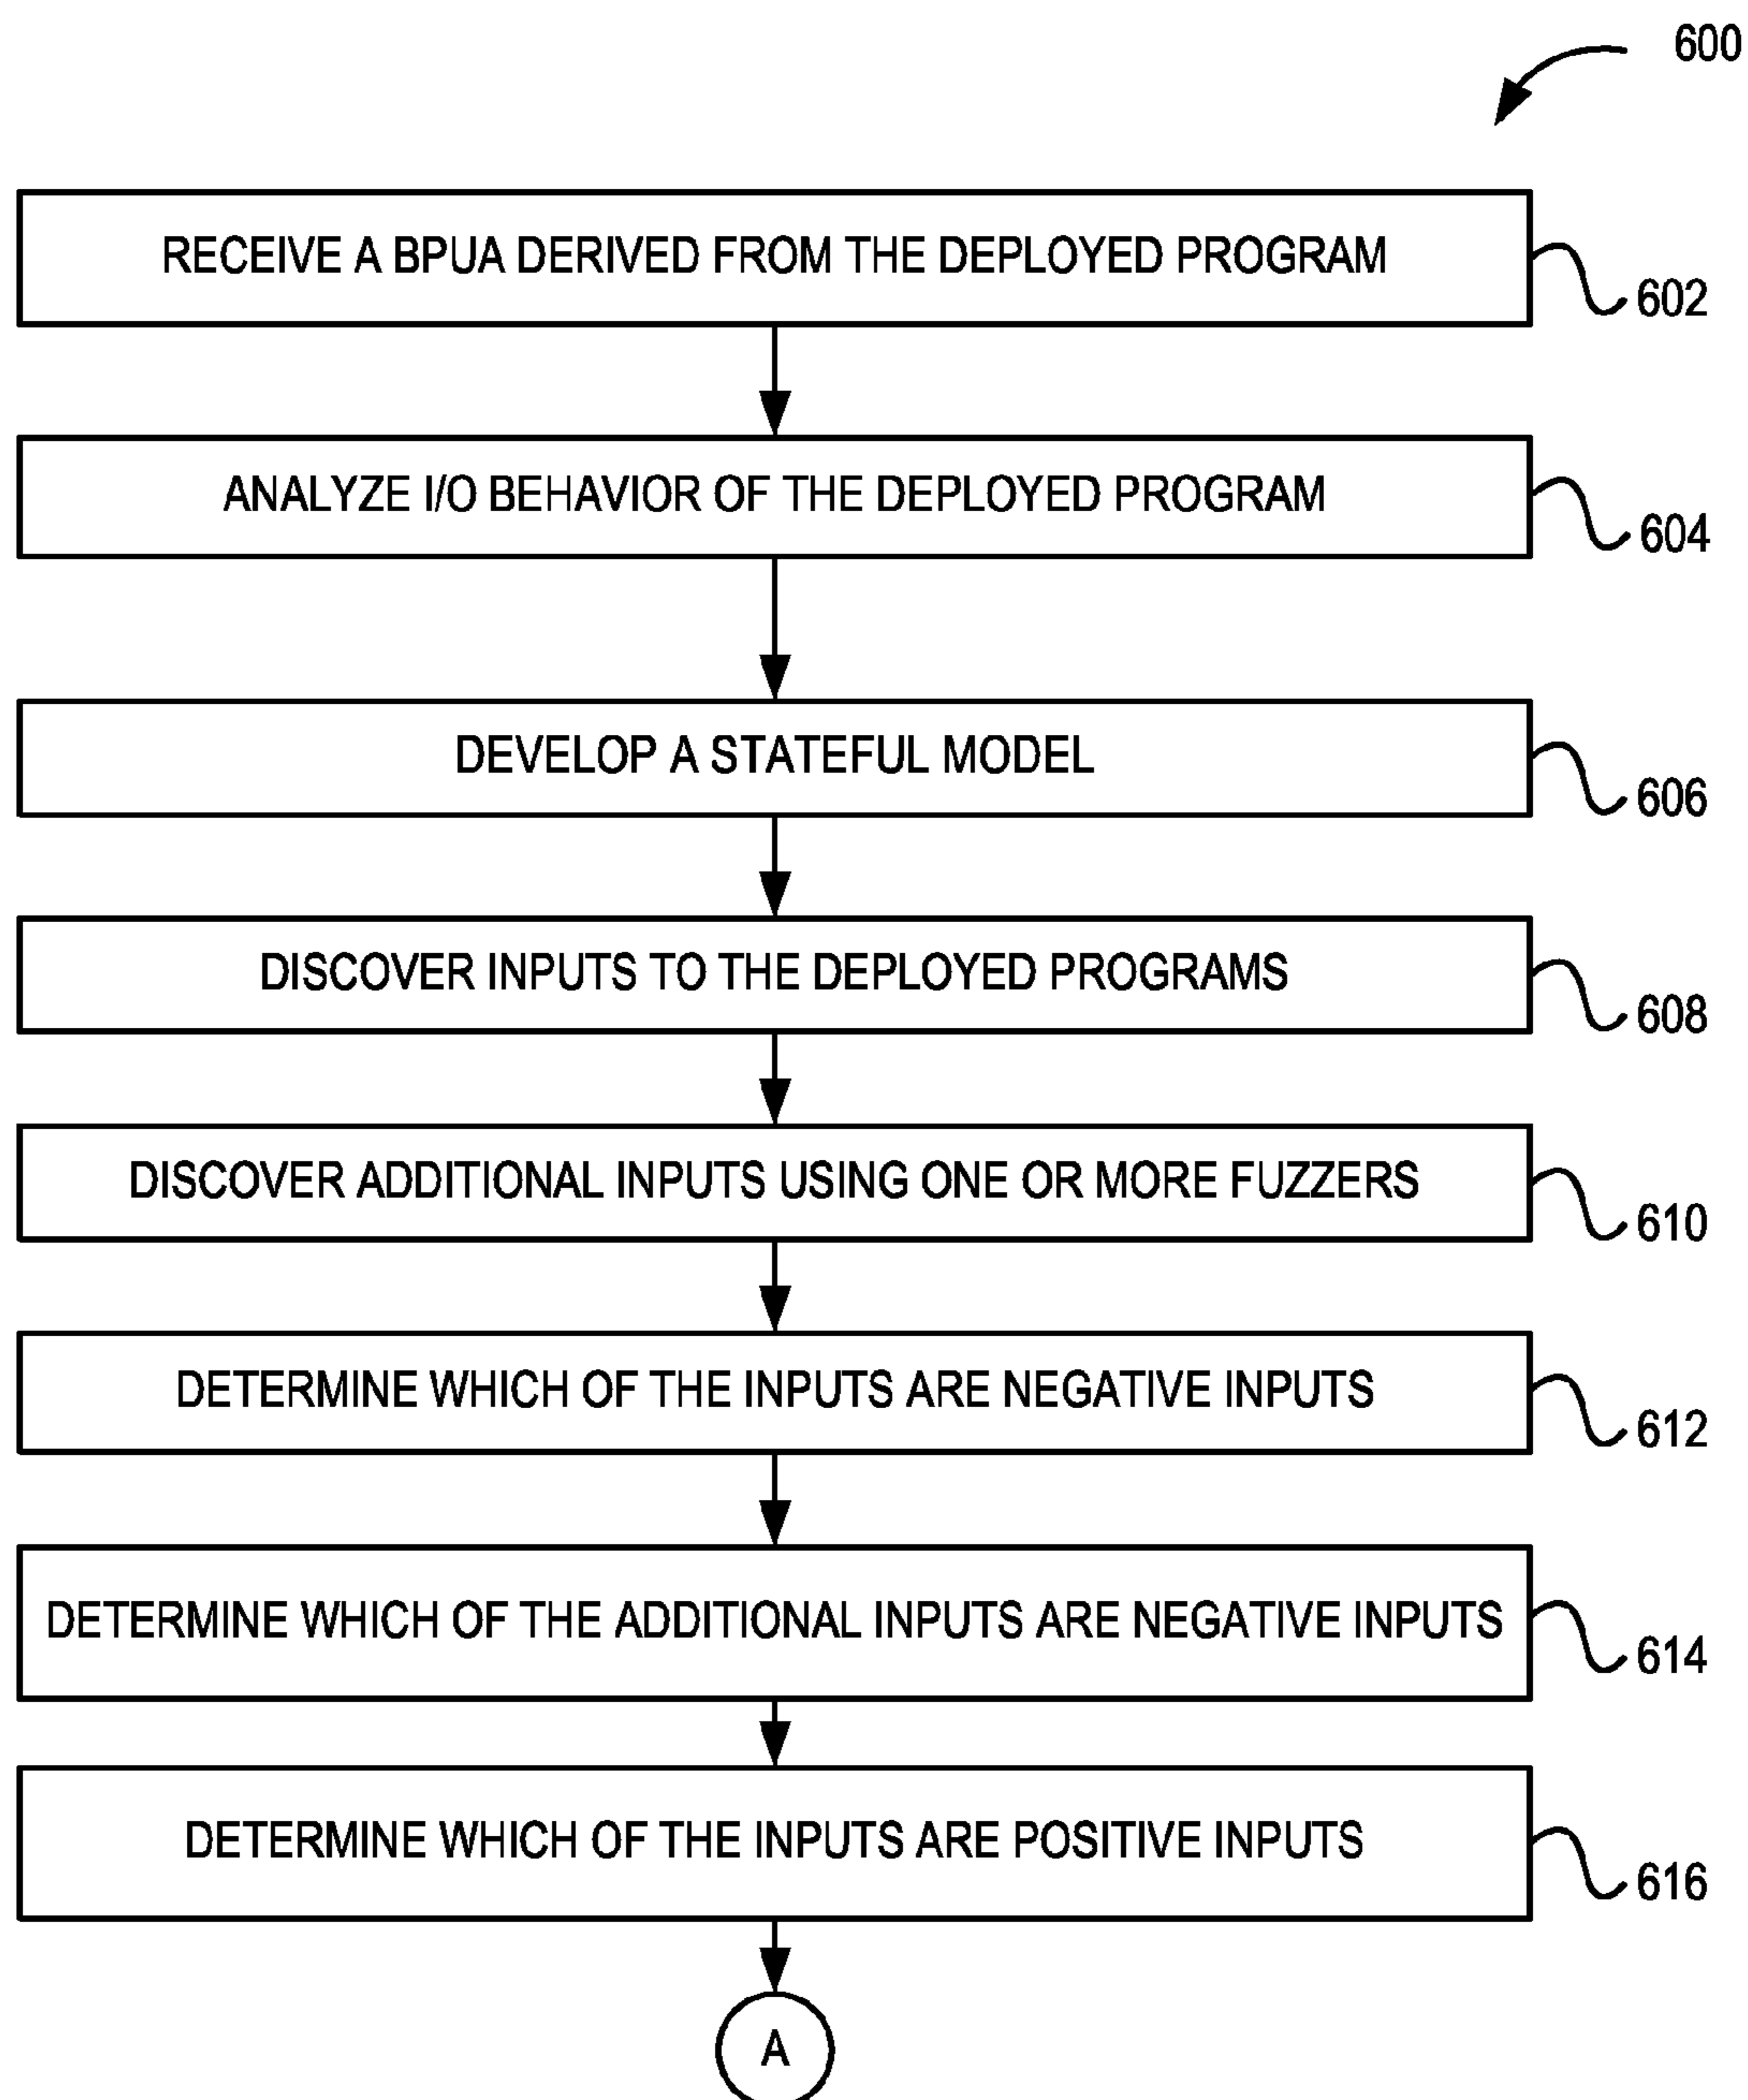 600
RECEIVE A BPUA DERIVED FROM THE DEPLOYED PROGRAM
602
ANALYZE I/O BEHAVIOR OF THE DEPLOYED PROGRAM
604
DEVELOP A STATEFUL MODEL
606
DISCOVER INPUTS TO THE DEPLOYED PROGRAMS
608
DISCOVER ADDITIONAL INPUTS USING ONE OR MORE FUZZERS
610
DETERMINE WHICH OF THE INPUTS ARE NEGATIVE INPUTS
612
DETERMINE WHICH OF THE ADDITIONAL INPUTS ARE NEGATIVE INPUTS
614
DETERMINE WHICH OF THE INPUTS ARE POSITIVE INPUTS
616
A